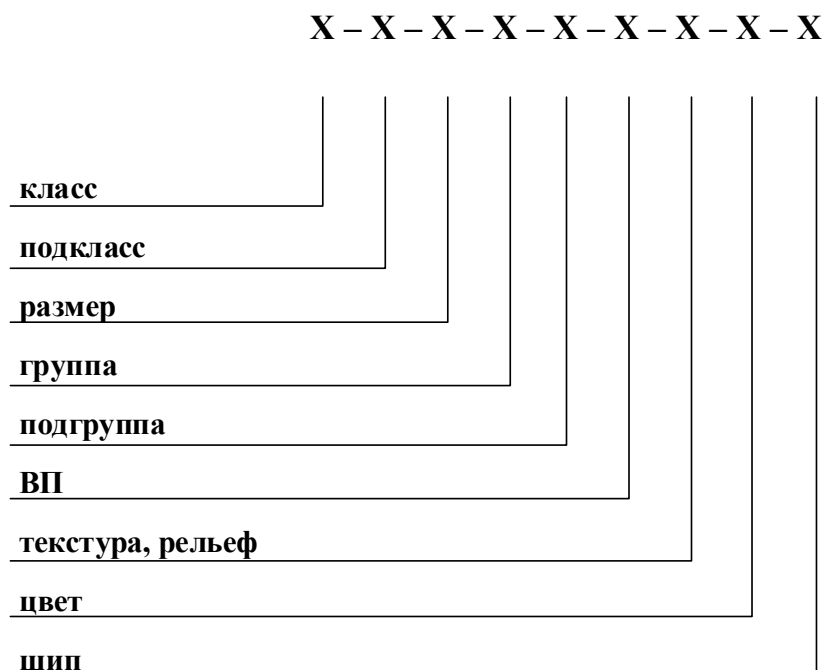 X – X – X – X – X – X – X – X – X
класс
подкласс
размер
группа
подгруппа
ВП
текстура, рельеф
цвет
шип